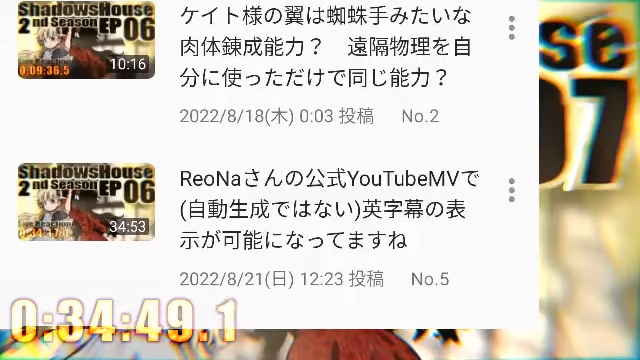 ShadowsHouse
2nd Season EP 06
0:09:36.5
10:16
ケイト様の翼は蜘蛛手みたいな
肉体錬成能力？　遠隔物理を自
分に使っただけで同じ能力？
2022/8/18(木) 0:03 投稿 No.2
ShadowsHouse
2nd Season EP 06
34:53
ReoNaさんの公式YouTubeMVで
(自動生成ではない)英字幕の表
示が可能になってますね
2022/8/21(日) 12:23 投稿 No.5
use
07
0:34:49.1